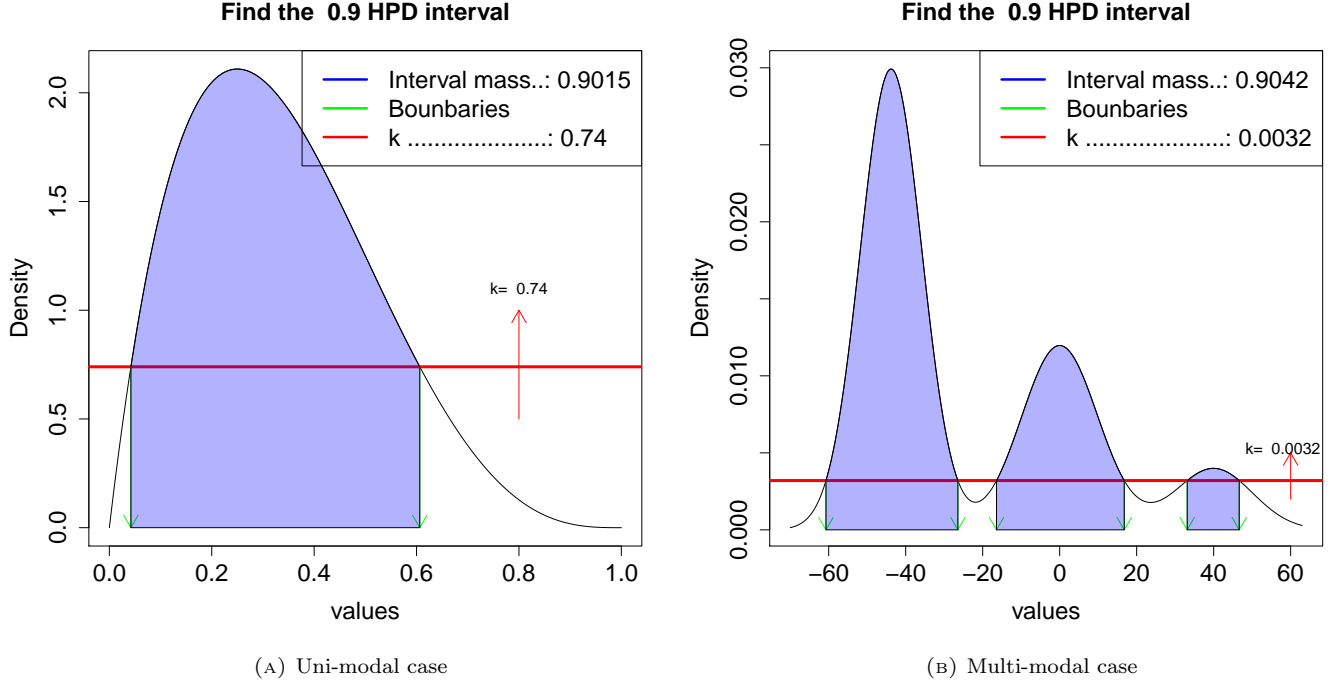 Find the 0.9 HPD interval
Density
2.0
1.5
1.0
0.5
0.0
Interval mass..: 0.9015
Bounbaries
k ......................: 0.74
k= 0.74
0.0 0.2 0.4 0.6 0.8 1.0
values
(A) Uni-modal case
Find the 0.9 HPD interval
Density
0.030
0.020
0.010
0.000
Interval mass..: 0.9042
Bounbaries
k ......................: 0.0032
k= 0.0032
−60 −40 −20 0 20 40 60
values
(B) Multi-modal case